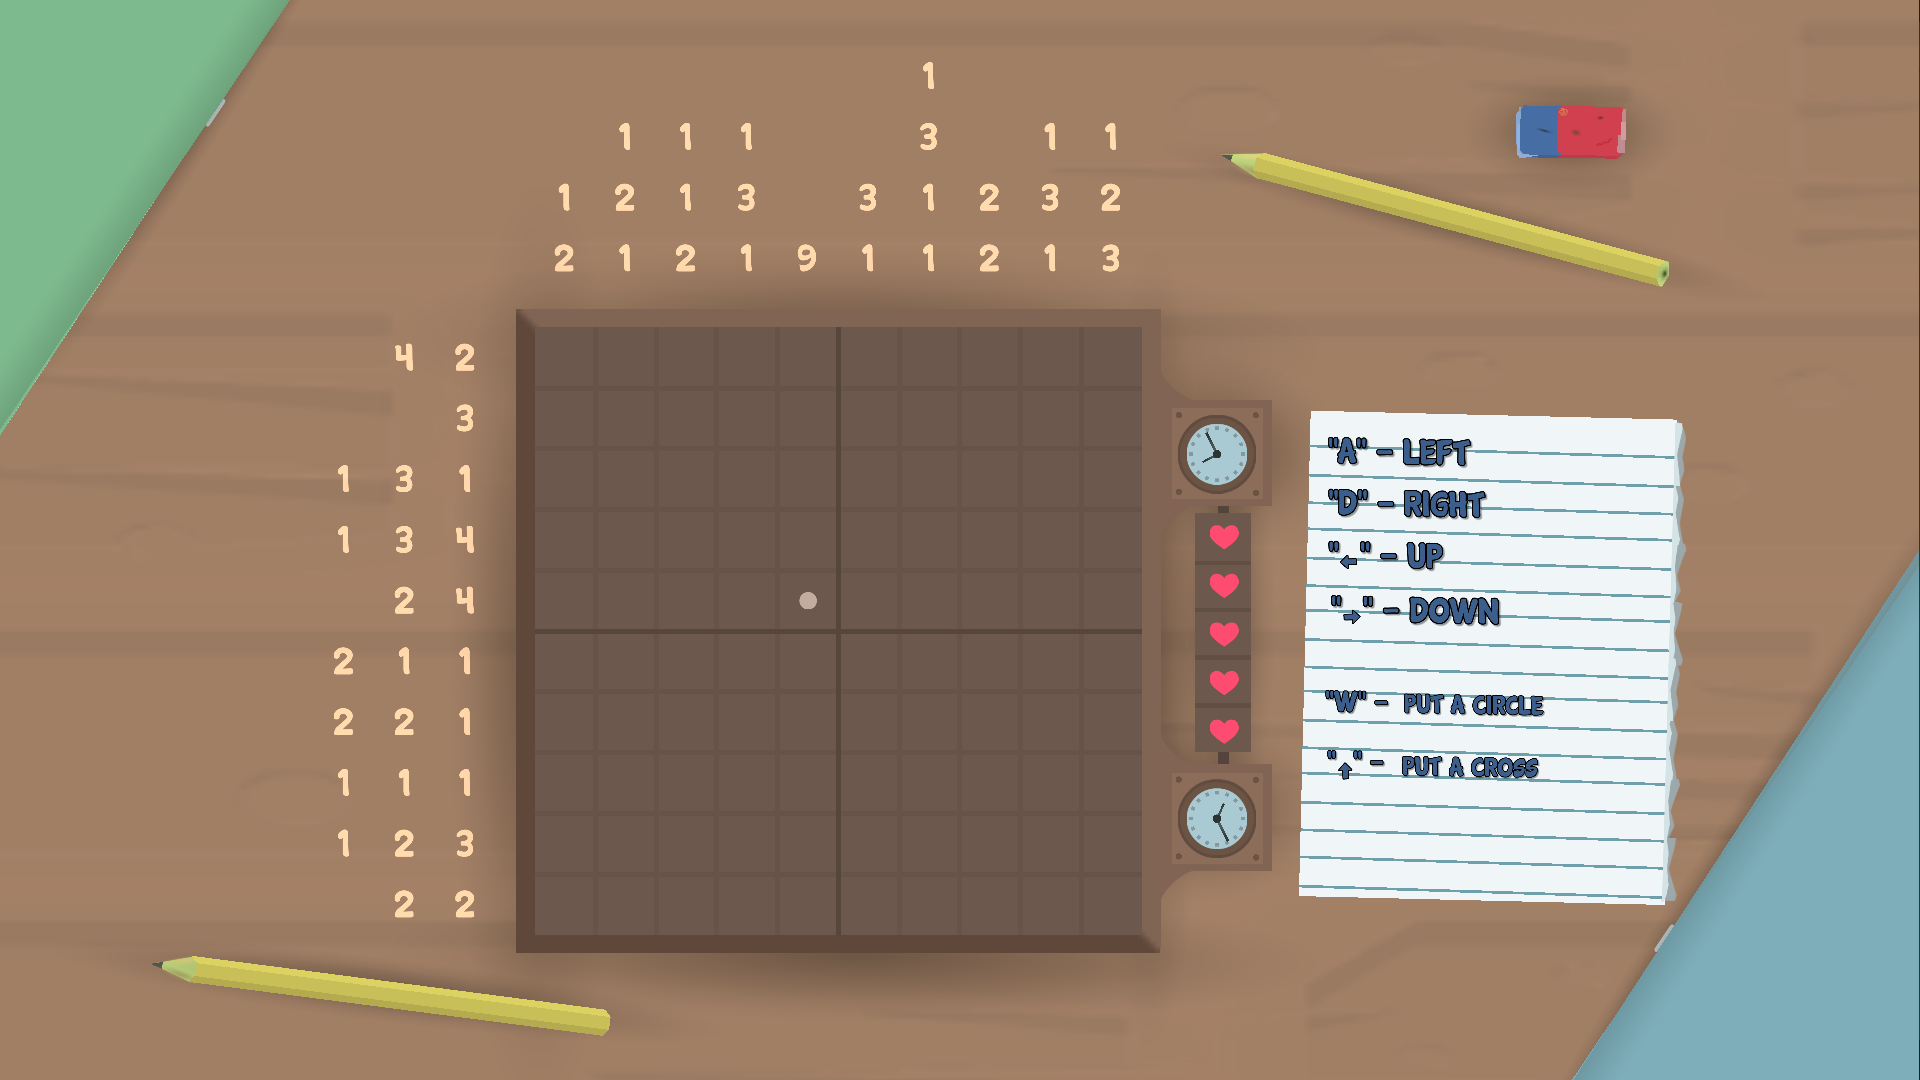 1
1 1 1 3 1 1
1 2 1 3 3 1 2 3 2
2 1 2 1 9 1 1 2 1 3
4 2
3
1 3 1
1 3 4
2 4
2 1 1
2 2 1
1 1 1
1 2 3
2 2
"A" – LEFT
"D" – RIGHT
"←" – UP
"→" – DOWN
"W" – PUT A CIRCLE
"↑" – PUT A CROSS